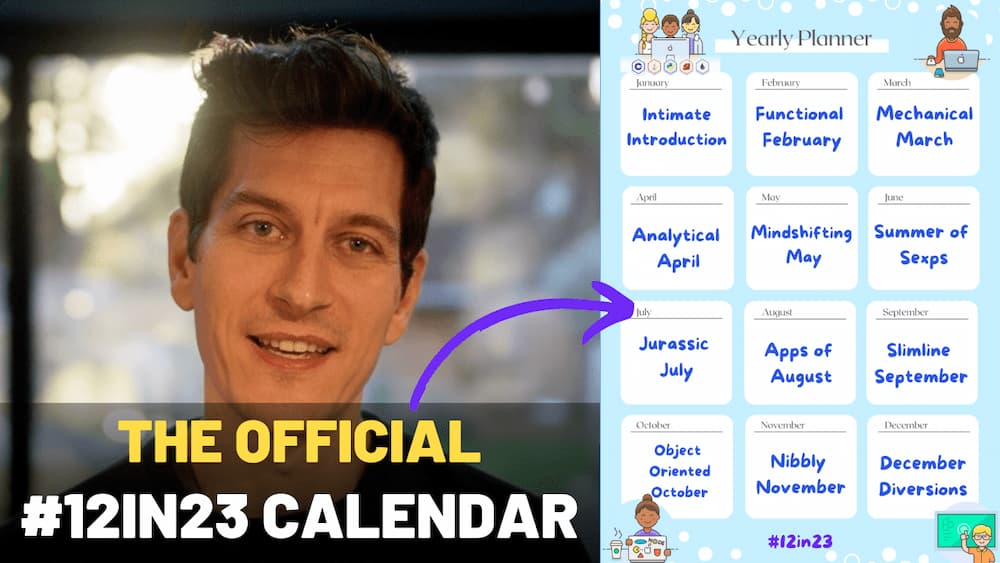 THE OFFICIAL
#12IN23 CALENDAR
Yearly Planner
January
Intimate
Introduction
February
Functional
February
March
Mechanical
March
April
Analytical
April
May
Mindshifting
May
June
Summer of
Sexps
July
Jurassic
July
August
Apps of
August
September
Slimline
September
October
Object
Oriented
October
November
Nibbly
November
December
December
Diversions
#12in23